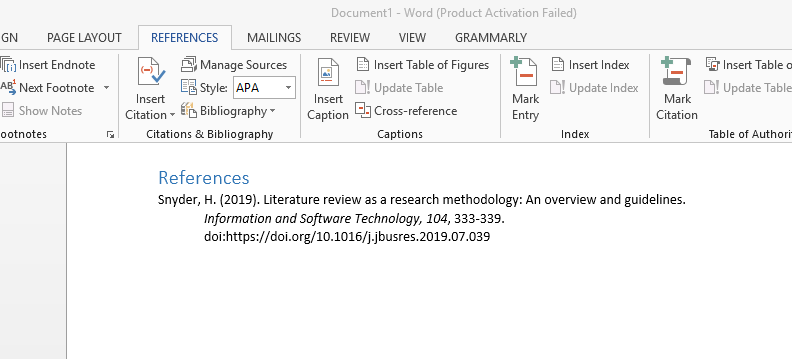 Document1 - Word (Product Activation Failed)
GN PAGE LAYOUT REFERENCES MAILINGS REVIEW VIEW GRAMMARLY
Insert Endnote
AB¹ Next Footnote
Show Notes
ootnotes
Insert Citation
Manage Sources
Style: APA
Bibliography
Citations & Bibliography
Insert Caption
Insert Table of Figures
Update Table
Cross-reference
Captions
Mark Entry
Insert Index
Update Index
Index
Mark Citation
Insert Table o
Update Table
Table of Authori
References
Snyder, H. (2019). Literature review as a research methodology: An overview and guidelines.
Information and Software Technology, 104, 333-339.
doi:https://doi.org/10.1016/j.jbusres.2019.07.039